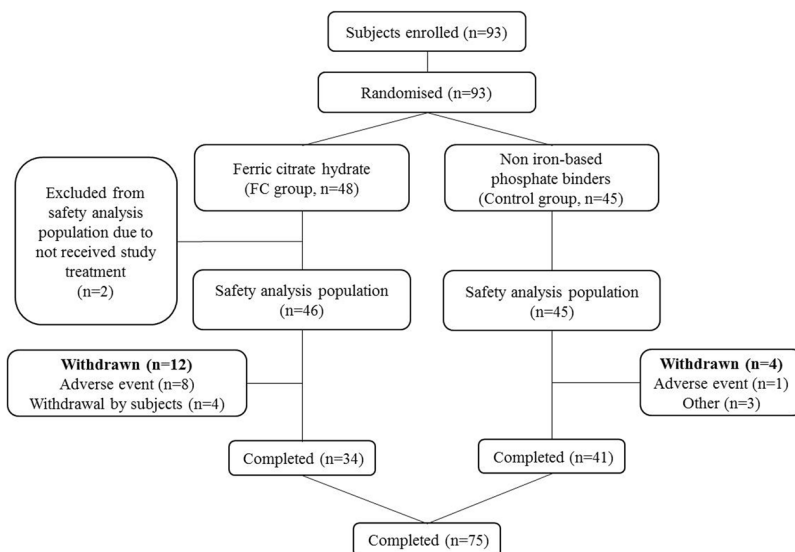 Subjects enrolled (n=93)
Randomised (n=93)
Ferric citrate hydrate
(FC group, n=48)
Non iron-based
phosphate binders
(Control group, n=45)
Excluded from
safety analysis
population due to
not received study
treatment
(n=2)
Safety analysis population
(n=46)
Safety analysis population
(n=45)
Withdrawn (n=12)
Adverse event (n=8)
Withdrawal by subjects (n=4)
Withdrawn (n=4)
Adverse event (n=1)
Other (n=3)
Completed (n=34)
Completed (n=41)
Completed (n=75)